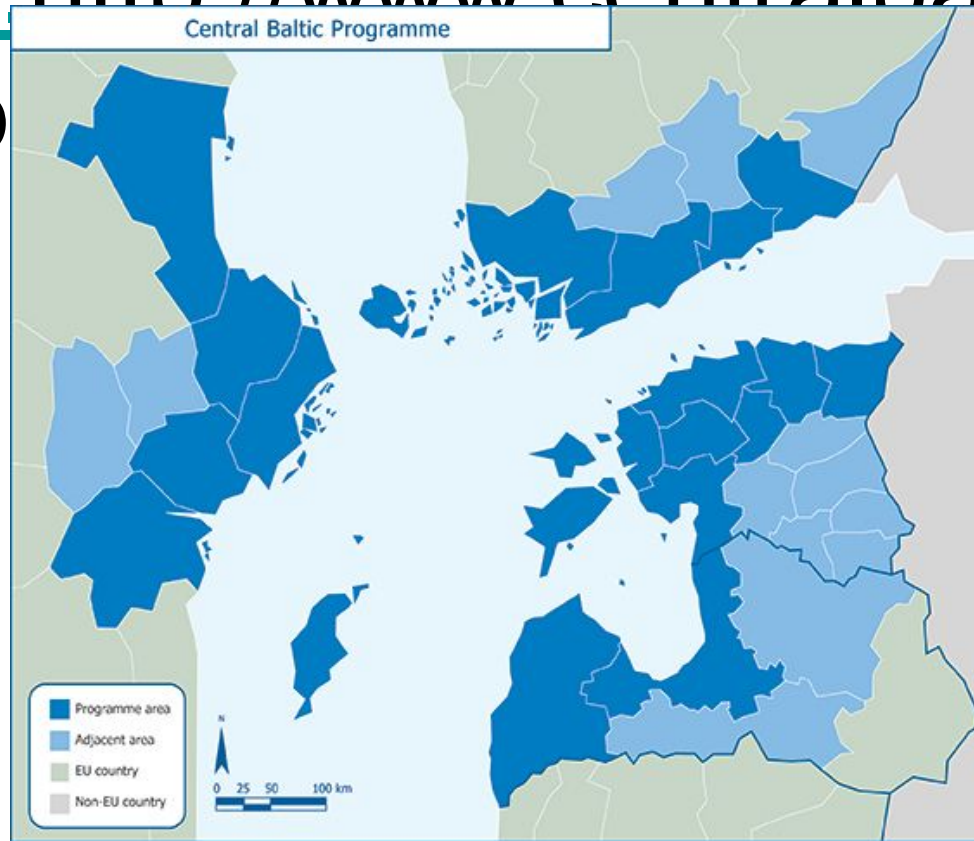 Central Baltic Programme
Programme area
Adjacent area
EU country
Non-EU country
N
0 25 50 100 km